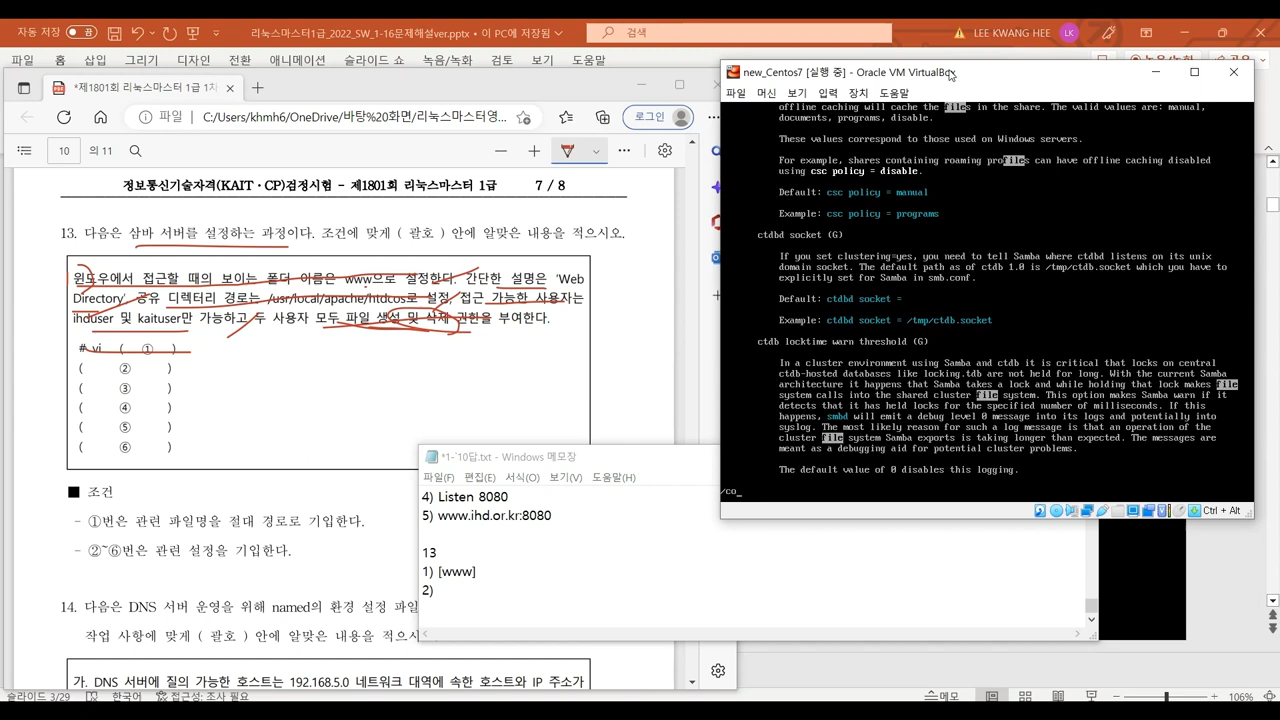 자동 저장 끔 리눅스마스터1급_2022_SW_1-16문제해설ver.pptx • 이 PC에 저장됨 검색 LEE KWANG HEE LK
파일 홈 삽입 그리기 디자인 전환 애니메이션 슬라이드 쇼 녹음/녹화 검토 보기 도움말
*제1801회 리눅스마스터 1급 1차
파일 C:/Users/khmh6/OneDrive/바탕%20화면/리눅스마스터영... 로그인
10 의 11
정보통신기술자격(KAIT·CP)검정시험 - 제1801회 리눅스마스터 1급 7 / 8
13. 다음은 삼바 서버를 설정하는 과정이다. 조건에 맞게 ( 괄호 ) 안에 알맞은 내용을 적으시오.
윈도우에서 접근할 때의 보이는 폴더 이름은 www으로 설정한다. 간단한 설명은 'Web
Directory' 공유 디렉터리 경로는 /usr/local/apache/htdcos로 설정 접근 가능한 사용자는
ihduser 및 kaituser만 가능하고 두 사용자 모두 파일 생성 및 삭제 권한을 부여한다.
# vi ( ① )
( ② )
( ③ )
( ④ )
( ⑤ )
( ⑥ )
■ 조건
- ①번은 관련 파일명을 절대 경로로 기입한다.
- ②~⑥번은 관련 설정을 기입한다.
14. 다음은 DNS 서버 운영을 위해 named의 환경 설정 파일
작업 사항에 맞게 ( 괄호 ) 안에 알맞은 내용을 적으시
가. DNS 서버에 질의 가능한 호스트는 192.168.5.0 네트워크 대역에 속한 호스트와 IP 주소가
*1-`10답.txt - Windows 메모장
파일(F) 편집(E) 서식(O) 보기(V) 도움말(H)
4) Listen 8080
5) www.ihd.or.kr:8080
13
1) [www]
2)
new_Centos7 [실행 중] - Oracle VM VirtualBox
파일 머신 보기 입력 장치 도움말
offline caching will cache the files in the share. The valid values are: manual,
documents, programs, disable.
These values correspond to those used on Windows servers.
For example, shares containing roaming profiles can have offline caching disabled
using csc policy = disable.
Default: csc policy = manual
Example: csc policy = programs
ctdbd socket (G)
If you set clustering=yes, you need to tell Samba where ctdbd listens on its unix
domain socket. The default path as of ctdb 1.0 is /tmp/ctdb.socket which you have to
explicitly set for Samba in smb.conf.
Default: ctdbd socket =
Example: ctdbd socket = /tmp/ctdb.socket
ctdb locktime warn threshold (G)
In a cluster environment using Samba and ctdb it is critical that locks on central
ctdb-hosted databases like locking.tdb are not held for long. With the current Samba
architecture it happens that Samba takes a lock and while holding that lock makes file
system calls into the shared cluster file system. This option makes Samba warn if it
detects that it has held locks for the specified number of milliseconds. If this
happens, smbd will emit a debug level 0 message into its logs and potentially into
syslog. The most likely reason for such a log message is that an operation of the
cluster file system Samba exports is taking longer than expected. The messages are
meant as a debugging aid for potential cluster problems.
The default value of 0 disables this logging.
/co_
Ctrl + Alt
슬라이드 3/29 한국어 접근성: 조사 필요 메모 106%